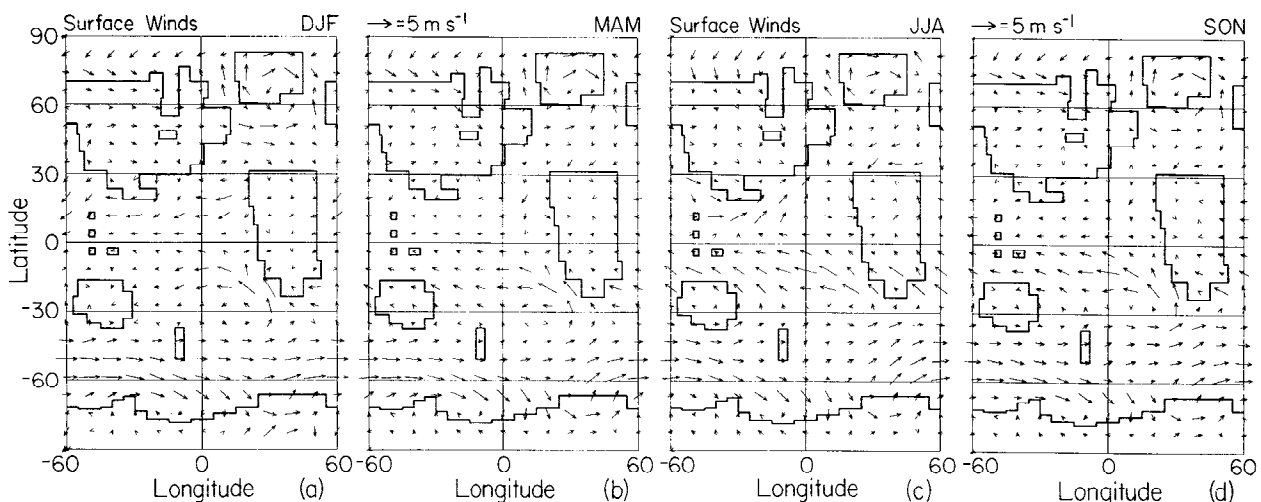 Surface Winds DJF
→=5 m s⁻¹ MAM
Surface Winds JJA
→=5 m s⁻¹ SON
90
60
30
0
-30
-60
Latitude
-60 0 60
Longitude (a)
-60 0 60
Longitude (b)
-60 0 60
Longitude (c)
-60 0 60
Longitude (d)